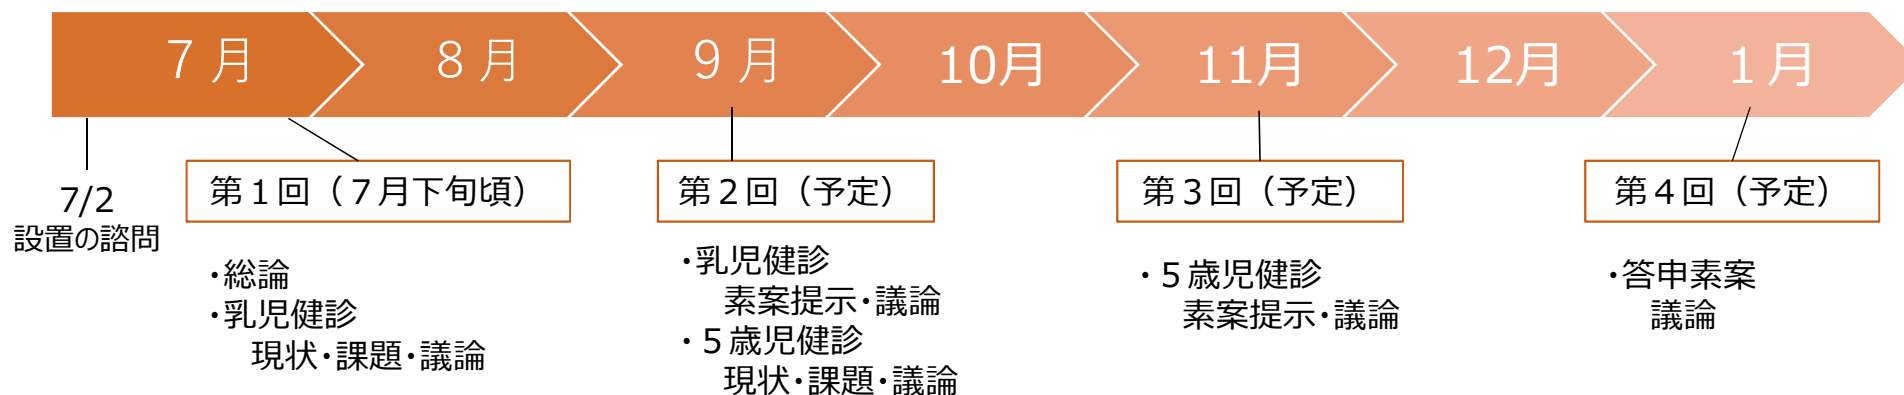 ７月
８月
９月
10月
11月
12月
１月
7/2
設置の諮問
第１回（７月下旬頃）
・総論
・乳児健診
現状・課題・議論
第２回（予定）
・乳児健診
素案提示・議論
・５歳児健診
現状・課題・議論
第３回（予定）
・５歳児健診
素案提示・議論
第４回（予定）
・答申素案
議論